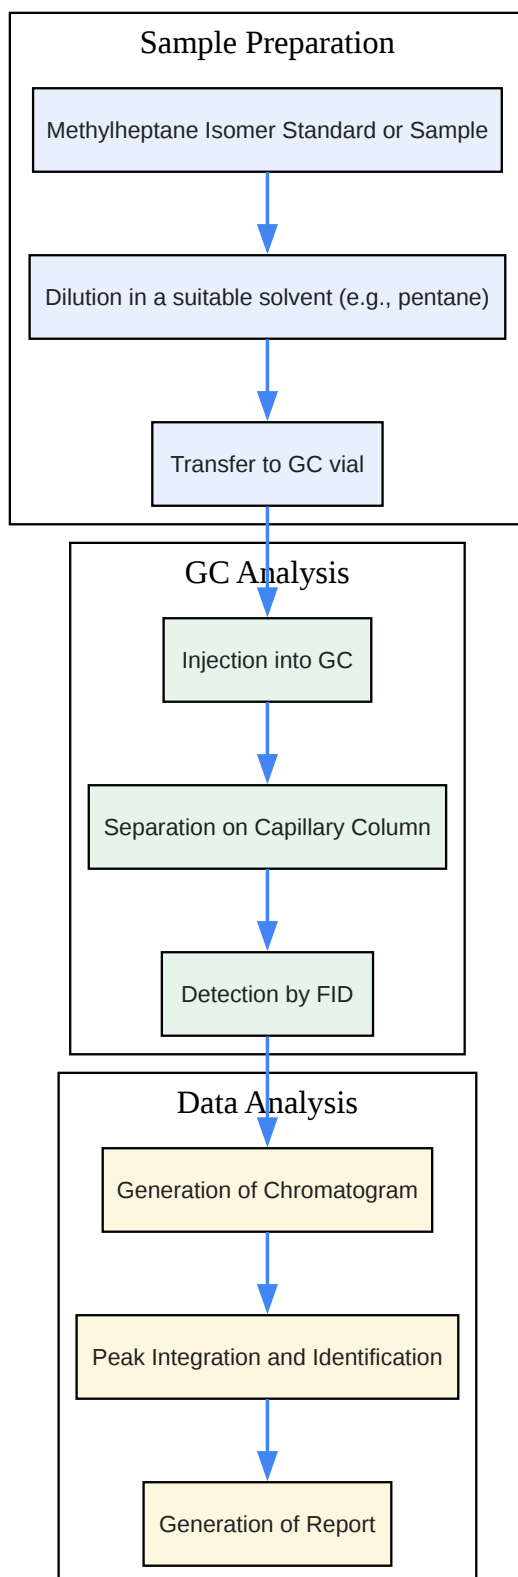 Sample Preparation
Methylheptane Isomer Standard or Sample
Dilution in a suitable solvent (e.g., pentane)
Transfer to GC vial
GC Analysis
Injection into GC
Separation on Capillary Column
Detection by FID
Data Analysis
Generation of Chromatogram
Peak Integration and Identification
Generation of Report